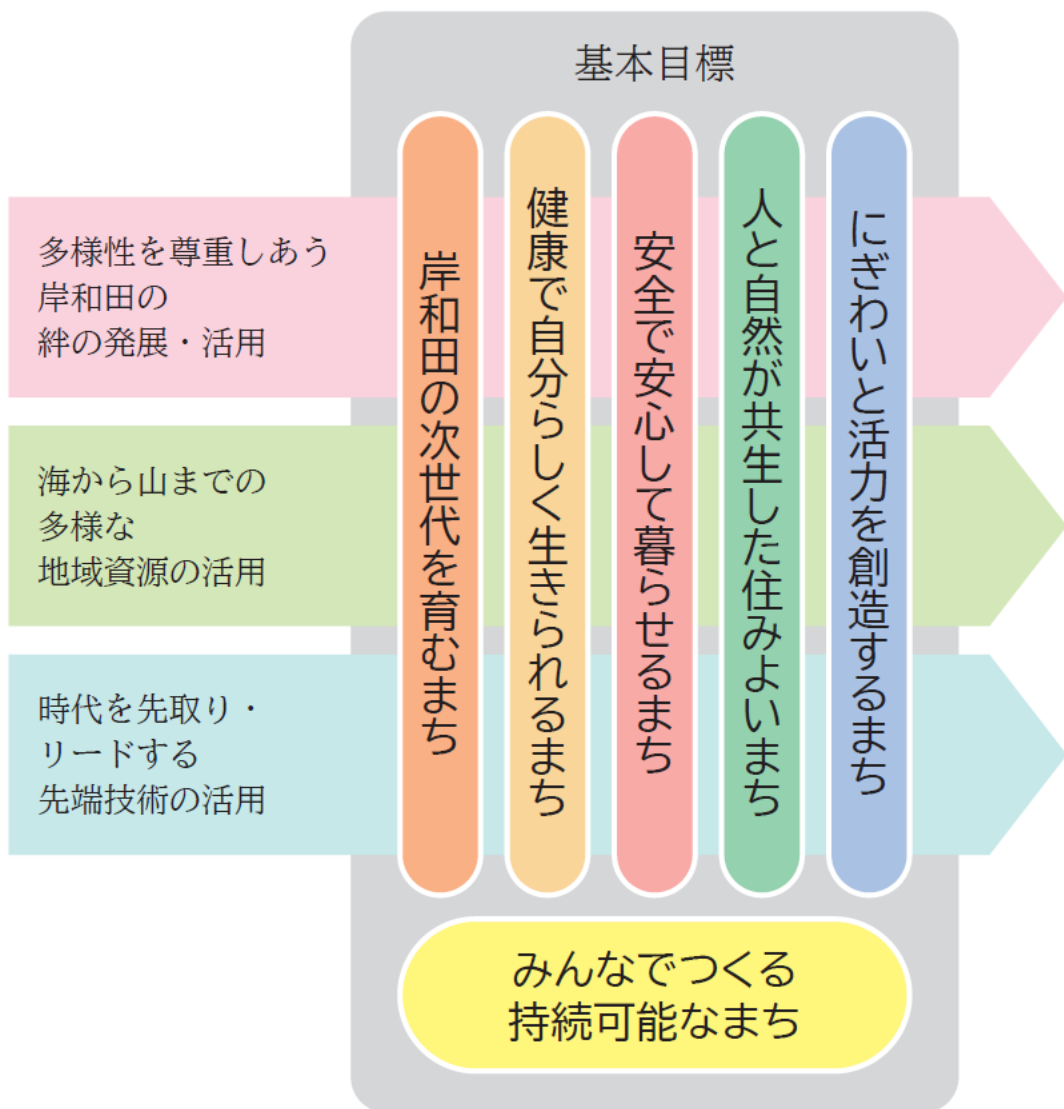 基本目標
多様性を尊重しあう
岸和田の
絆の発展・活用
海から山までの
多様な
地域資源の活用
時代を先取り・
リードする
先端技術の活用
岸和田の次世代を育むまち
健康で自分らしく生きられるまち
安全で安心して暮らせるまち
人と自然が共生した住みよいまち
にぎわいと活力を創造するまち
みんなでつくる
持続可能なまち